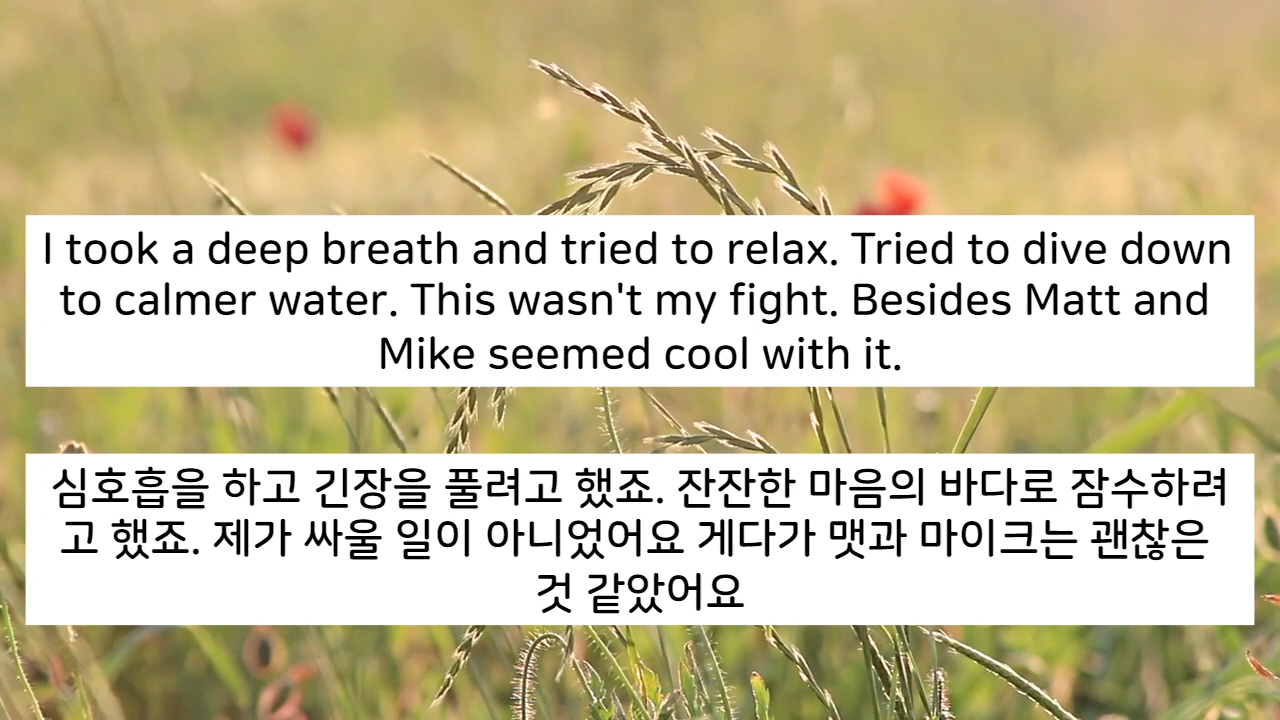 I took a deep breath and tried to relax. Tried to dive down
to calmer water. This wasn't my fight. Besides Matt and
Mike seemed cool with it.
심호흡을 하고 긴장을 풀려고 했죠. 잔잔한 마음의 바다로 잠수하려
고 했죠. 제가 싸울 일이 아니었어요 게다가 맷과 마이크는 괜찮은
것 같았어요